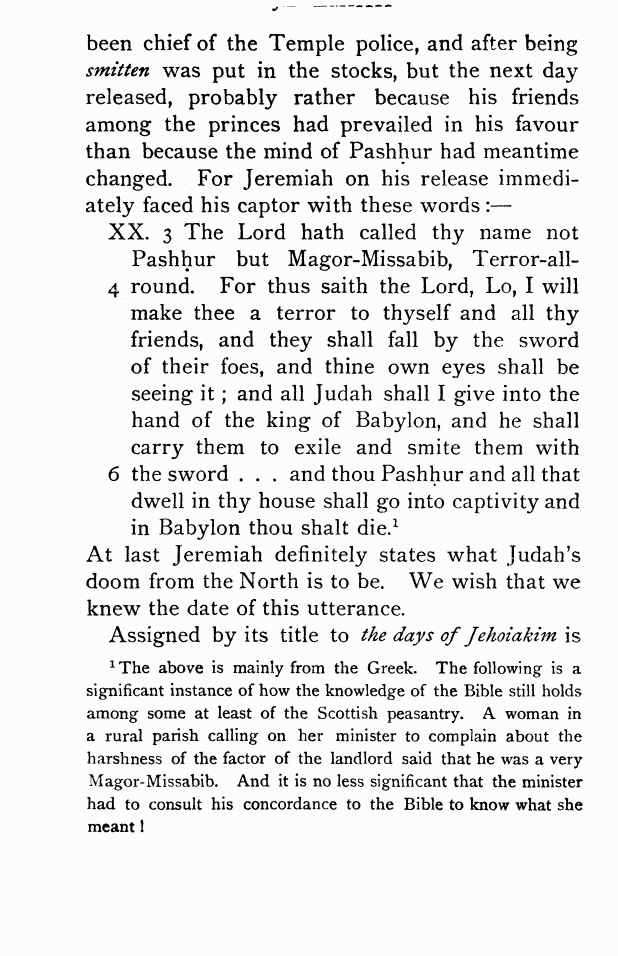 been chief of the Temple police, and after being
smitten was put in the stocks, but the next day
released, probably rather because his friends
among the princes had prevailed in his favour
than because the mind of Pashḥur had meantime
changed. For Jeremiah on his release immedi-
ately faced his captor with these words :—
XX. 3 The Lord hath called thy name not
Pashḥur but Magor-Missabib, Terror-all-
4 round. For thus saith the Lord, Lo, I will
make thee a terror to thyself and all thy
friends, and they shall fall by the sword
of their foes, and thine own eyes shall be
seeing it ; and all Judah shall I give into the
hand of the king of Babylon, and he shall
carry them to exile and smite them with
6 the sword . . . and thou Pashḥur and all that
dwell in thy house shall go into captivity and
in Babylon thou shalt die.¹
At last Jeremiah definitely states what Judah's
doom from the North is to be. We wish that we
knew the date of this utterance.
Assigned by its title to the days of Jehoiakim is
¹ The above is mainly from the Greek. The following is a
significant instance of how the knowledge of the Bible still holds
among some at least of the Scottish peasantry. A woman in
a rural parish calling on her minister to complain about the
harshness of the factor of the landlord said that he was a very
Magor-Missabib. And it is no less significant that the minister
had to consult his concordance to the Bible to know what she
meant !